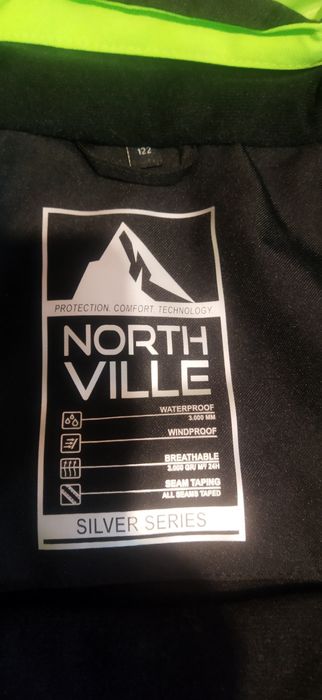 122
PROTECTION. COMFORT. TECHNOLOGY
NORTH
VILLE
WATERPROOF
3.000 MM
WINDPROOF
BREATHABLE
3.000 GR/ M²/ 24H
SEAM TAPING
ALL SEAMS TAPED
SILVER SERIES